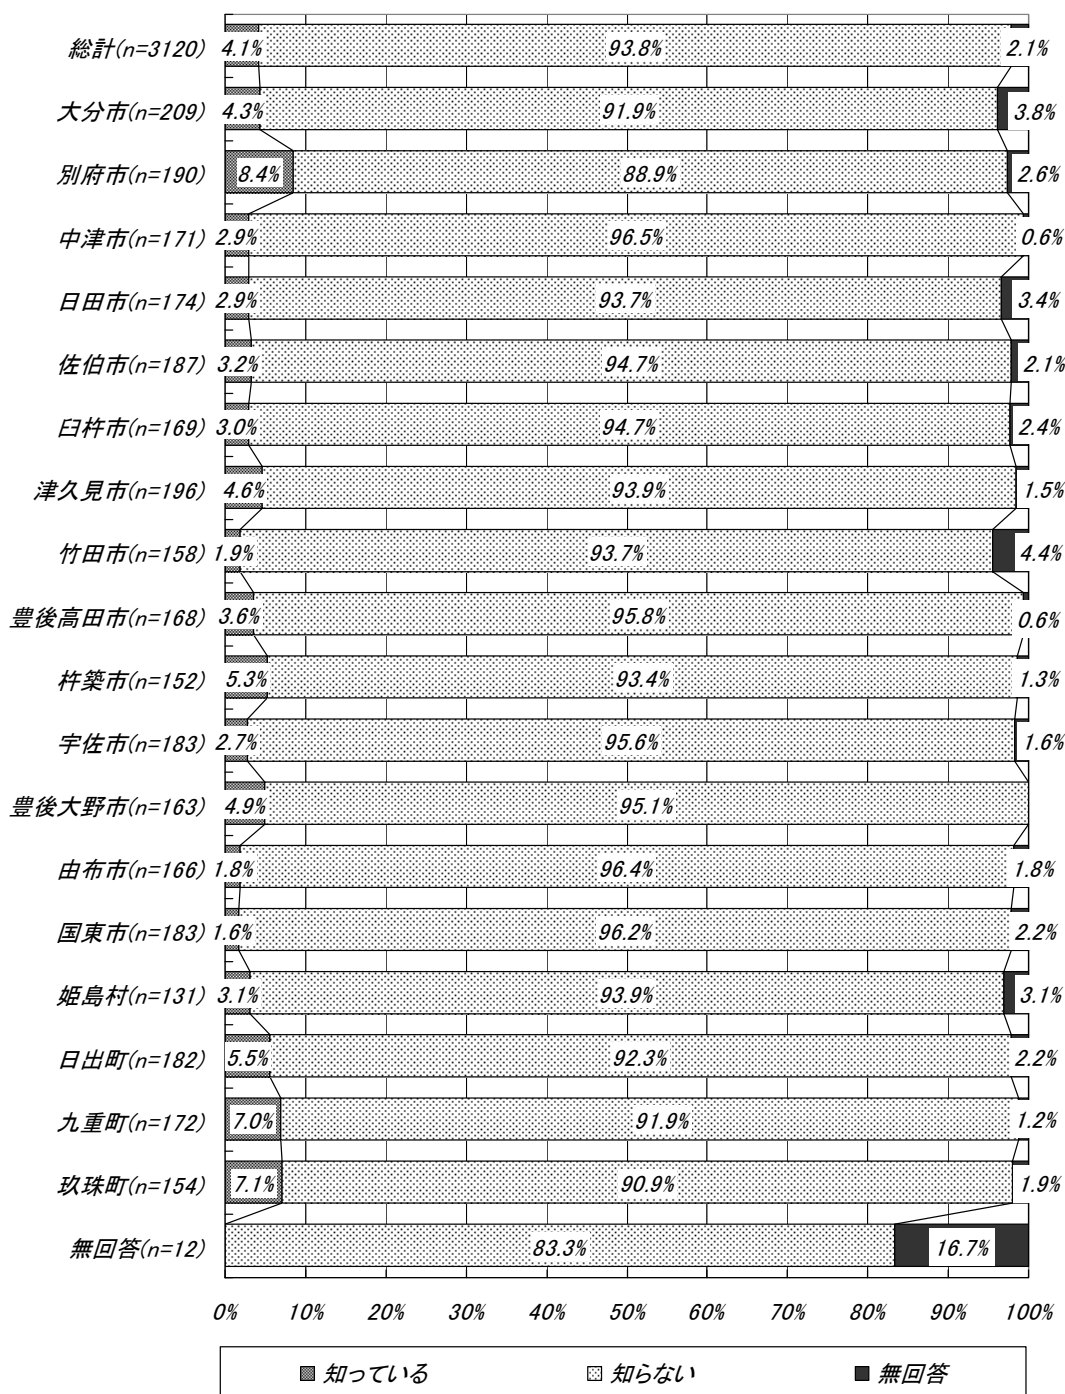 総計(n=3120) 4.1% 93.8% 2.1%
大分市(n=209) 4.3% 91.9% 3.8%
別府市(n=190) 8.4% 88.9% 2.6%
中津市(n=171) 2.9% 96.5% 0.6%
日田市(n=174) 2.9% 93.7% 3.4%
佐伯市(n=187) 3.2% 94.7% 2.1%
臼杵市(n=169) 3.0% 94.7% 2.4%
津久見市(n=196) 4.6% 93.9% 1.5%
竹田市(n=158) 1.9% 93.7% 4.4%
豊後高田市(n=168) 3.6% 95.8% 0.6%
杵築市(n=152) 5.3% 93.4% 1.3%
宇佐市(n=183) 2.7% 95.6% 1.6%
豊後大野市(n=163) 4.9% 95.1%
由布市(n=166) 1.8% 96.4% 1.8%
国東市(n=183) 1.6% 96.2% 2.2%
姫島村(n=131) 3.1% 93.9% 3.1%
日出町(n=182) 5.5% 92.3% 2.2%
九重町(n=172) 7.0% 91.9% 1.2%
玖珠町(n=154) 7.1% 90.9% 1.9%
無回答(n=12) 83.3% 16.7%
0% 10% 20% 30% 40% 50% 60% 70% 80% 90% 100%
知っている 知らない 無回答